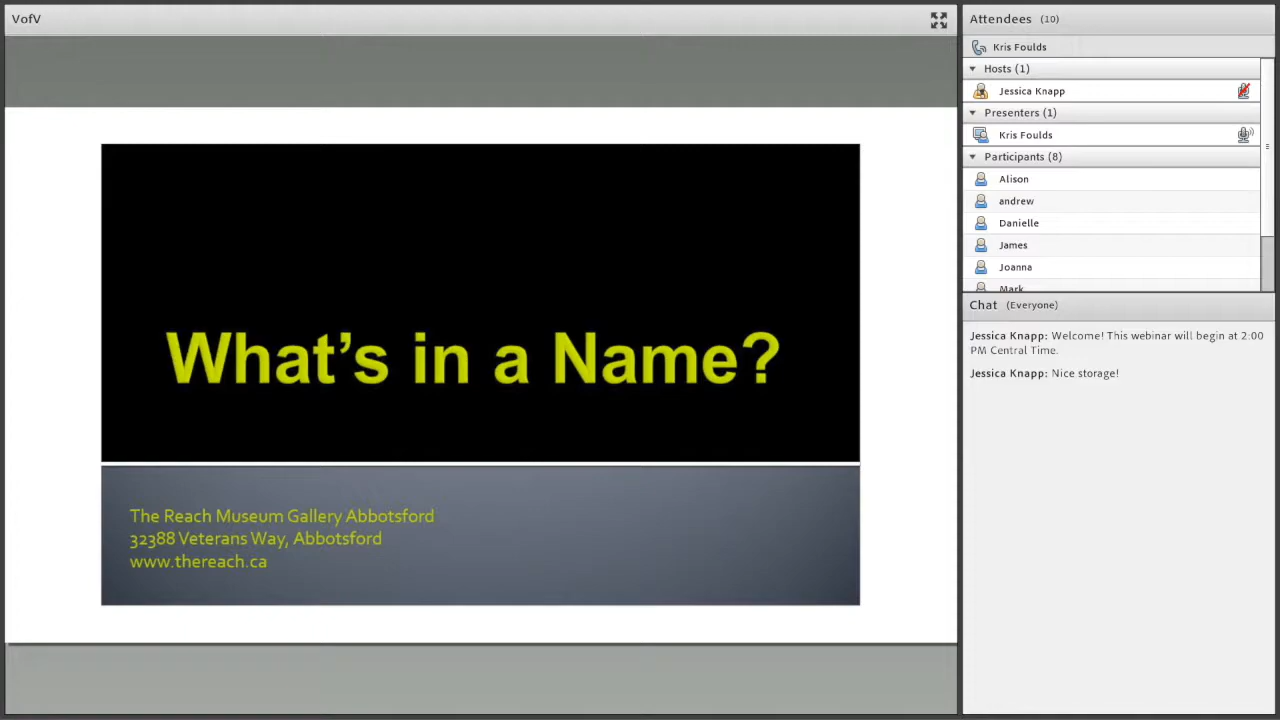 VofV
What's in a Name?
The Reach Museum Gallery Abbotsford
32388 Veterans Way, Abbotsford
www.thereach.ca
Attendees (10)
Kris Foulds
Hosts (1)
Jessica Knapp
Presenters (1)
Kris Foulds
Participants (8)
Alison
andrew
Danielle
James
Joanna
Mark
Chat (Everyone)
Jessica Knapp: Welcome! This webinar will begin at 2:00
PM Central Time.
Jessica Knapp: Nice storage!